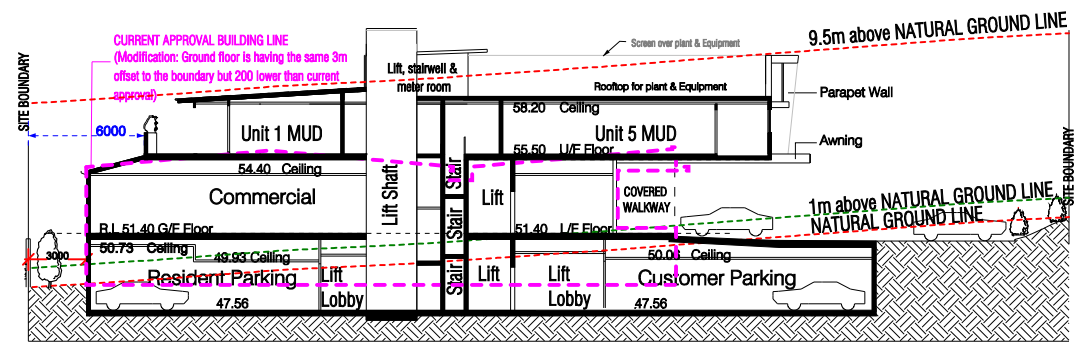 9.5m above NATURAL GROUND LINE
CURRENT APPROVAL BUILDING LINE
(Modification: Ground floor is having the same 3m
offset to the boundary but 200 lower than current
approval)
Screen over plant & Equipment
Lift, stairwell &
meter room
Rooftop for plant & Equipment
Parapet Wall
SITE BOUNDARY
58.20 Ceiling
6000
Unit 1 MUD
Unit 5 MUD
Awning
55.50 U/F Floor
54.40 Ceiling
Stair
Lift Shaft
Commercial
Lift
COVERED
WALKWAY
SITE BOUNDARY
1m above NATURAL GROUND LINE
NATURAL GROUND LINE
R.L 51.40 G/F Floor
Stair
51.40 L/F Floor
50.73 Ceiling
49.93 Ceiling
50.06 Ceiling
3000
Resident Parking
Lift
Lobby
Stair
Lift
Lift
Lobby
Customer Parking
47.56
47.56